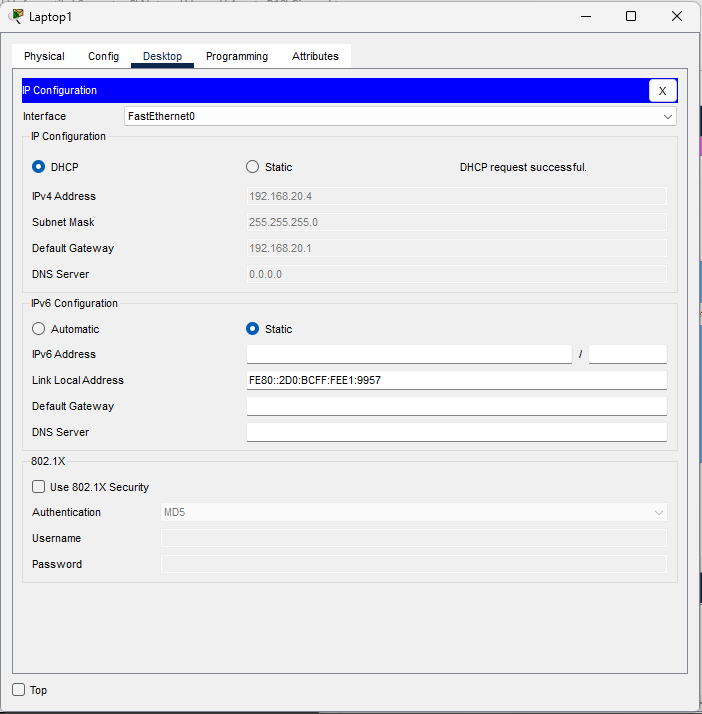 Laptop1
Physical Config Desktop Programming Attributes
IP Configuration X
Interface FastEthernet0
IP Configuration
DHCP Static DHCP request successful.
IPv4 Address 192.168.20.4
Subnet Mask 255.255.255.0
Default Gateway 192.168.20.1
DNS Server 0.0.0.0
IPv6 Configuration
Automatic Static
IPv6 Address /
Link Local Address FE80::2D0:BCFF:FEE1:9957
Default Gateway
DNS Server
802.1X
Use 802.1X Security
Authentication MD5
Username
Password
Top